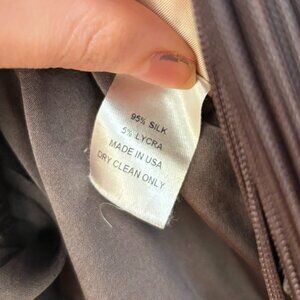 95% SILK
5% LYCRA
MADE IN USA
DRY CLEAN ONLY